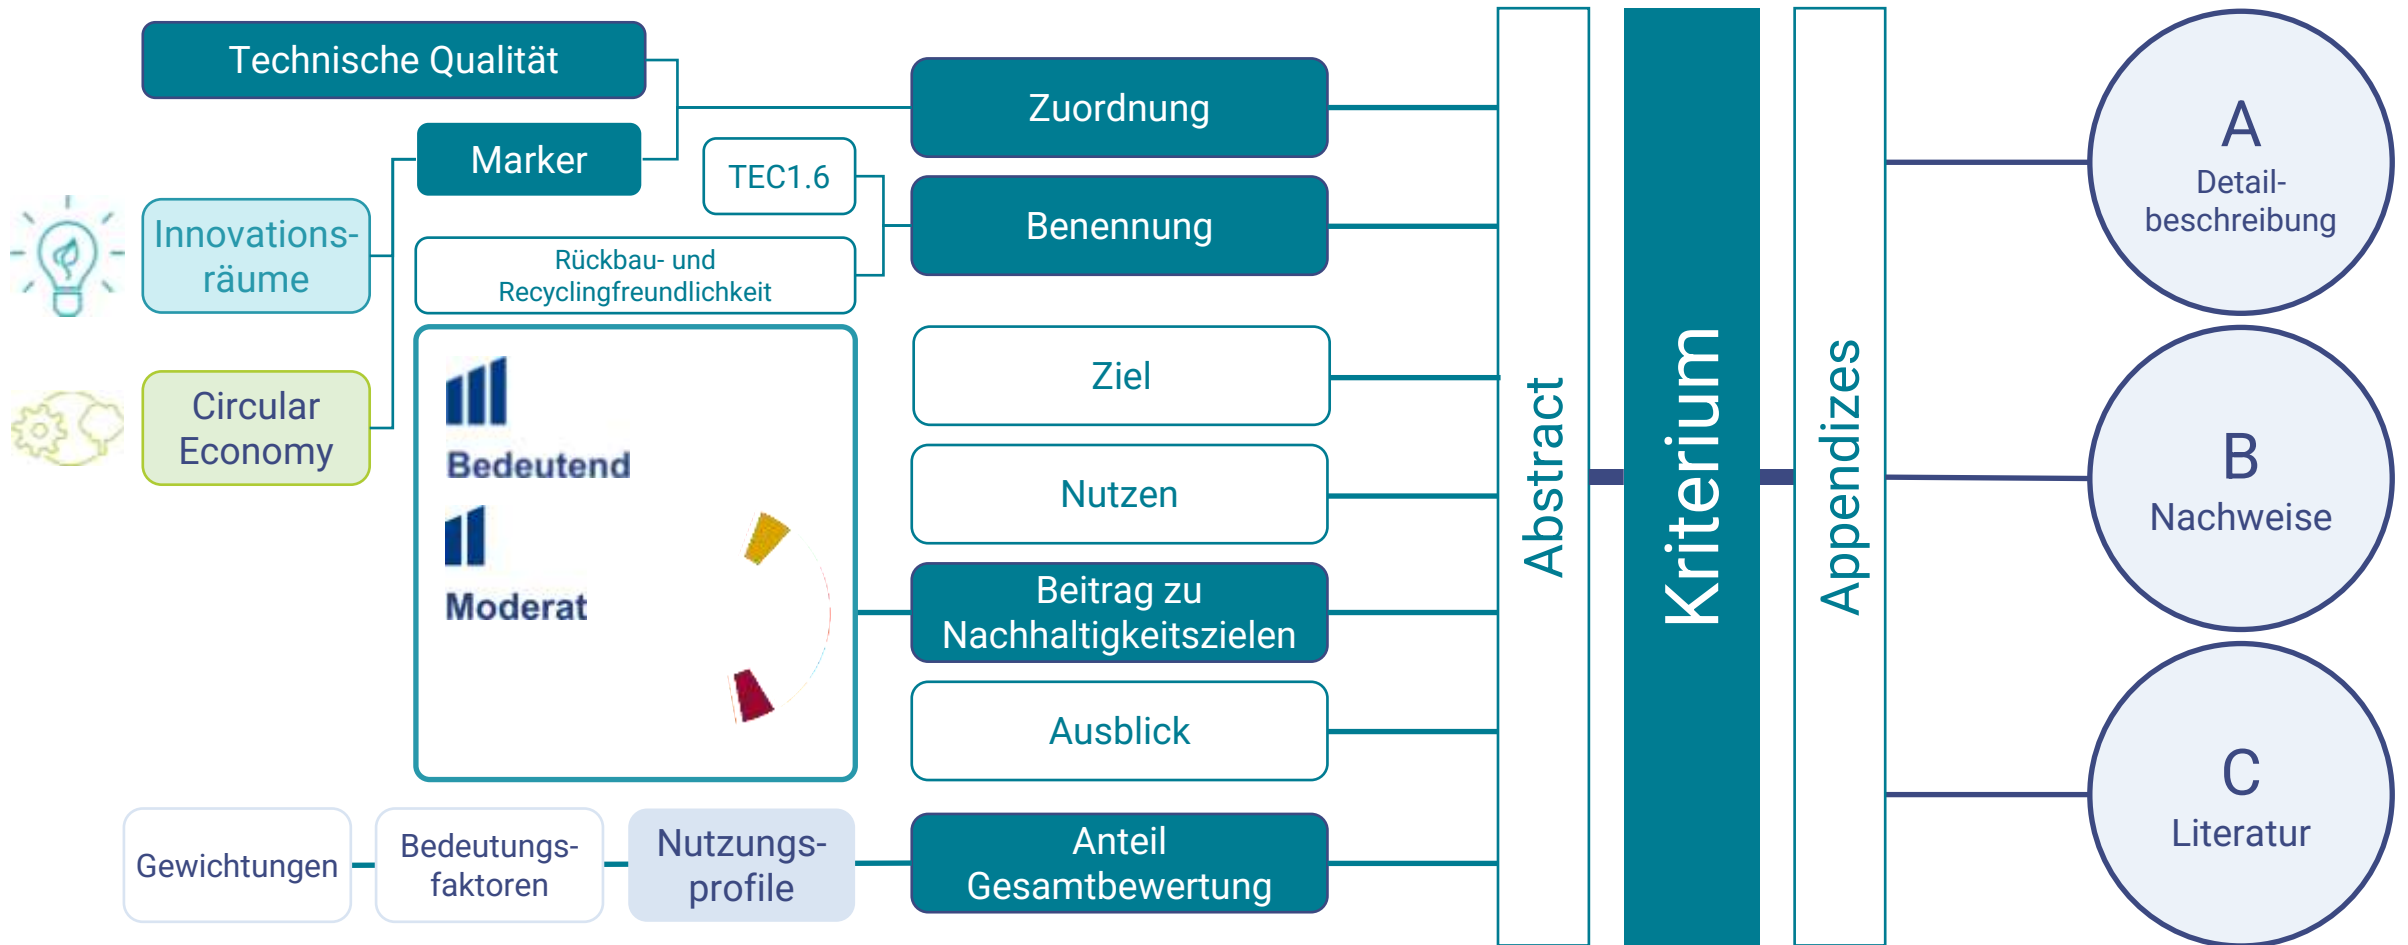 Technische Qualität
Marker
Innovations-
räume
Circular
Economy
TEC1.6
Rückbau- und
Recyclingfreundlichkeit
Bedeutend
Moderat
Gewichtungen
Bedeutungs-
faktoren
Nutzungs-
profile
Zuordnung
Benennung
Ziel
Nutzen
Beitrag zu
Nachhaltigkeitszielen
Ausblick
Anteil
Gesamtbewertung
Abstract
Kriterium
Appendizes
A
Detail-
beschreibung
B
Nachweise
C
Literatur